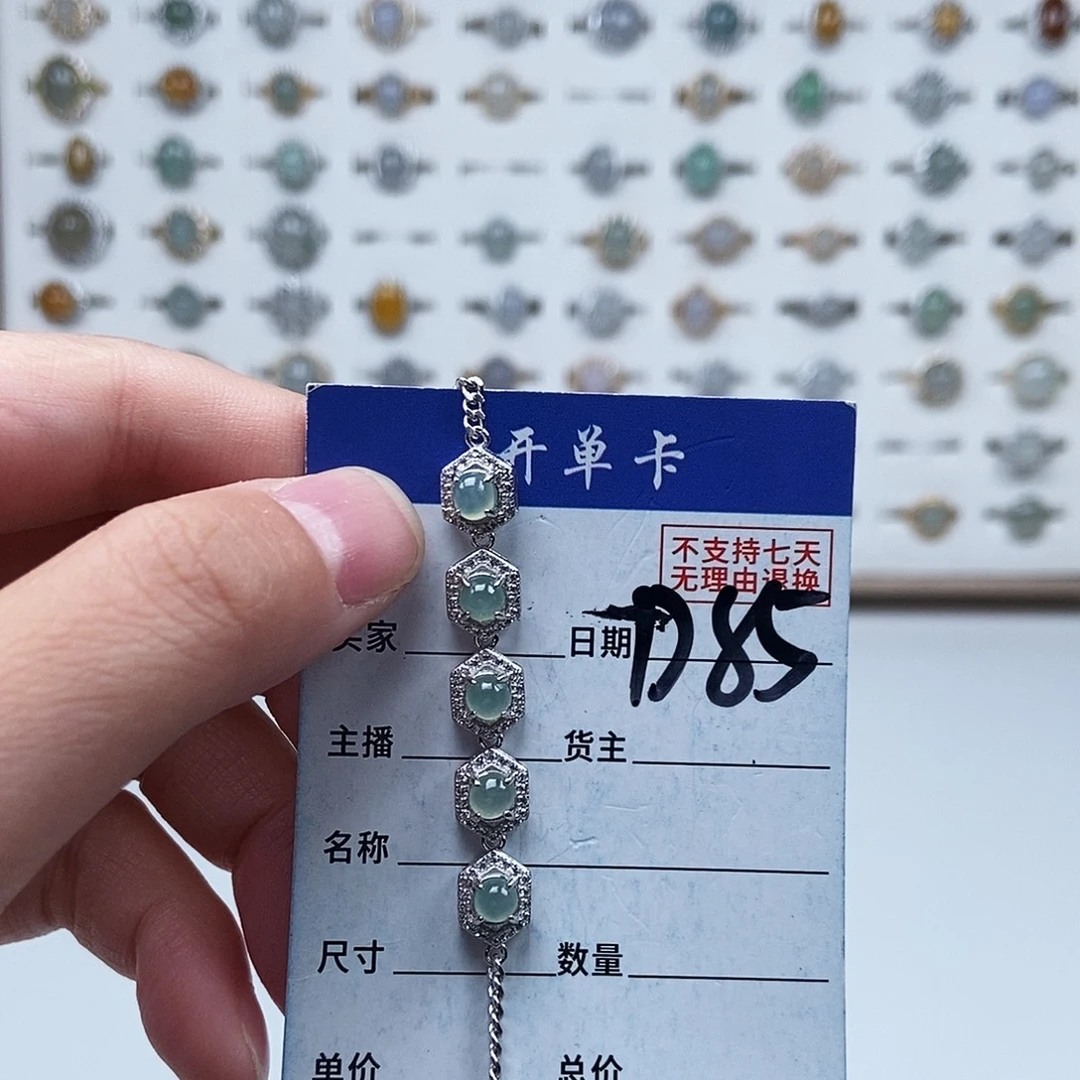 开单卡
不支持七天
无理由退换
买家 日期 D85
主播 货主
名称
尺寸 数量
单价 总价